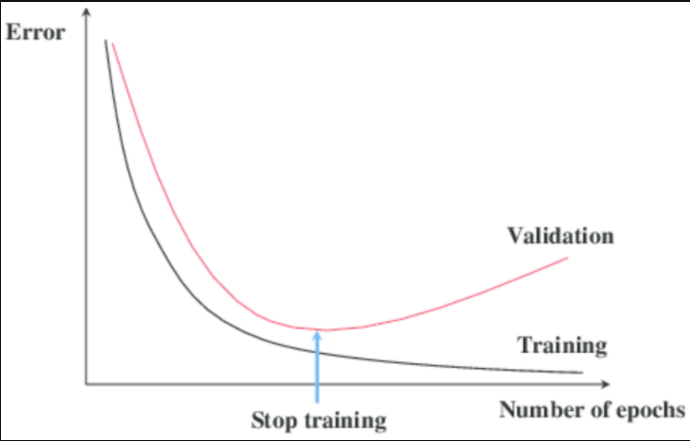 Error
Validation
Training
Number of epochs
Stop training